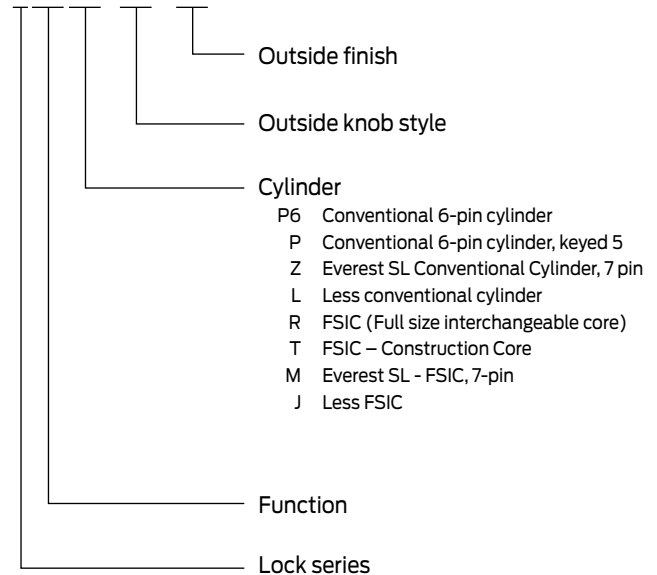 Outside finish
Outside knob style
Cylinder
P6 Conventional 6-pin cylinder
P Conventional 6-pin cylinder, keyed 5
Z Everest SL Conventional Cylinder, 7 pin
L Less conventional cylinder
R FSIC (Full size interchangeable core)
T FSIC – Construction Core
M Everest SL - FSIC, 7-pin
J Less FSIC
Function
Lock series